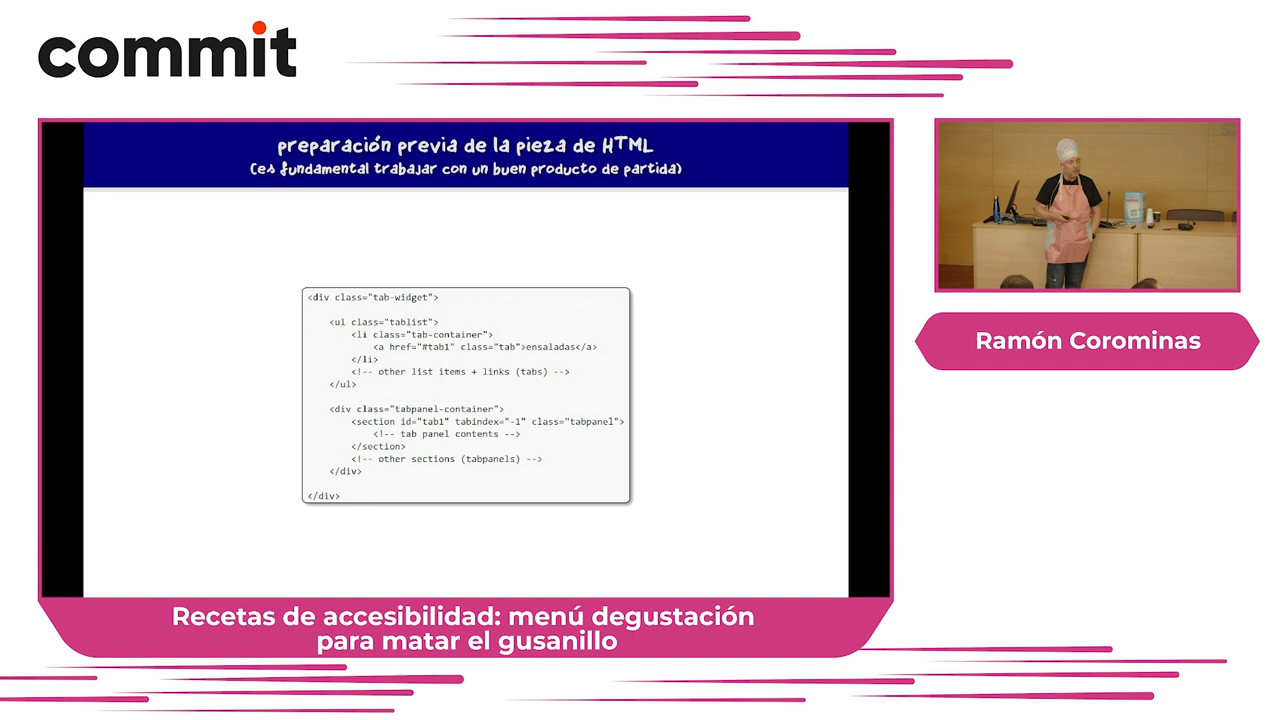 commit
preparación previa de la pieza de HTML
(es fundamental trabajar con un buen producto de partida)
<div class="tab-widget">
<ul class="tablist">
<li class="tab-container">
<a href="#tab1" class="tab">ensaladas</a>
</li>
<!-- other list items + links (tabs) -->
</ul>
<div class="tabpanel-container">
<section id="tab1" tabindex="-1" class="tabpanel">
<!-- tab panel contents -->
</section>
<!-- other sections (tabpanels) -->
</div>
</div>
Ramón Corominas
Recetas de accesibilidad: menú degustación
para matar el gusanillo